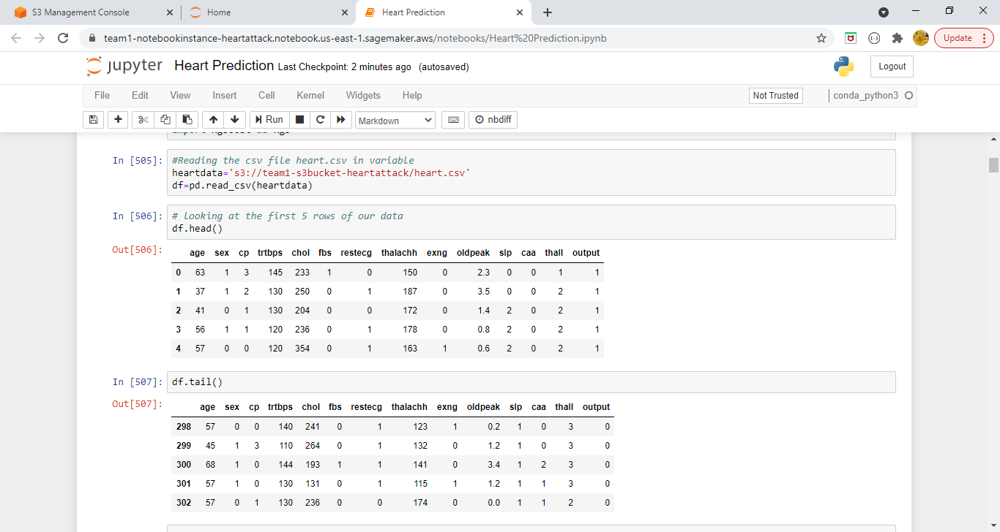 S3 Management Console
Home
Heart Prediction
team1-notebookinstance-heartattack.notebook.us-east-1.sagemaker.aws/notebooks/Heart%20Prediction.ipynb
Update
jupyter Heart Prediction Last Checkpoint: 2 minutes ago (autosaved)
Logout
File Edit View Insert Cell Kernel Widgets Help
Not Trusted
conda_python3
Run
Markdown
nbdiff
In [505]:
#Reading the csv file heart.csv in variable
heartdata='s3://team1-s3bucket-heartattack/heart.csv'
df=pd.read_csv(heartdata)
In [506]:
# looking at the first 5 rows of our data
df.head()
Out[506]:
age sex cp trtbps chol fbs restecg thalachh exng oldpeak slp caa thall output
0 63 1 3 145 233 1 0 150 0 2.3 0 0 1 1
1 37 1 2 130 250 0 1 187 0 3.5 0 0 2 1
2 41 0 1 130 204 0 0 172 0 1.4 2 0 2 1
3 56 1 1 120 236 0 1 178 0 0.8 2 0 2 1
4 57 0 0 120 354 0 1 163 1 0.6 2 0 2 1
In [507]:
df.tail()
Out[507]:
age sex cp trtbps chol fbs restecg thalachh exng oldpeak slp caa thall output
298 57 0 0 140 241 0 1 123 1 0.2 1 0 3 0
299 45 1 3 110 264 0 1 132 0 1.2 1 0 3 0
300 68 1 0 144 193 1 1 141 0 3.4 1 2 3 0
301 57 1 0 130 131 0 1 115 1 1.2 1 1 3 0
302 57 0 1 130 236 0 0 174 0 0.0 1 1 2 0